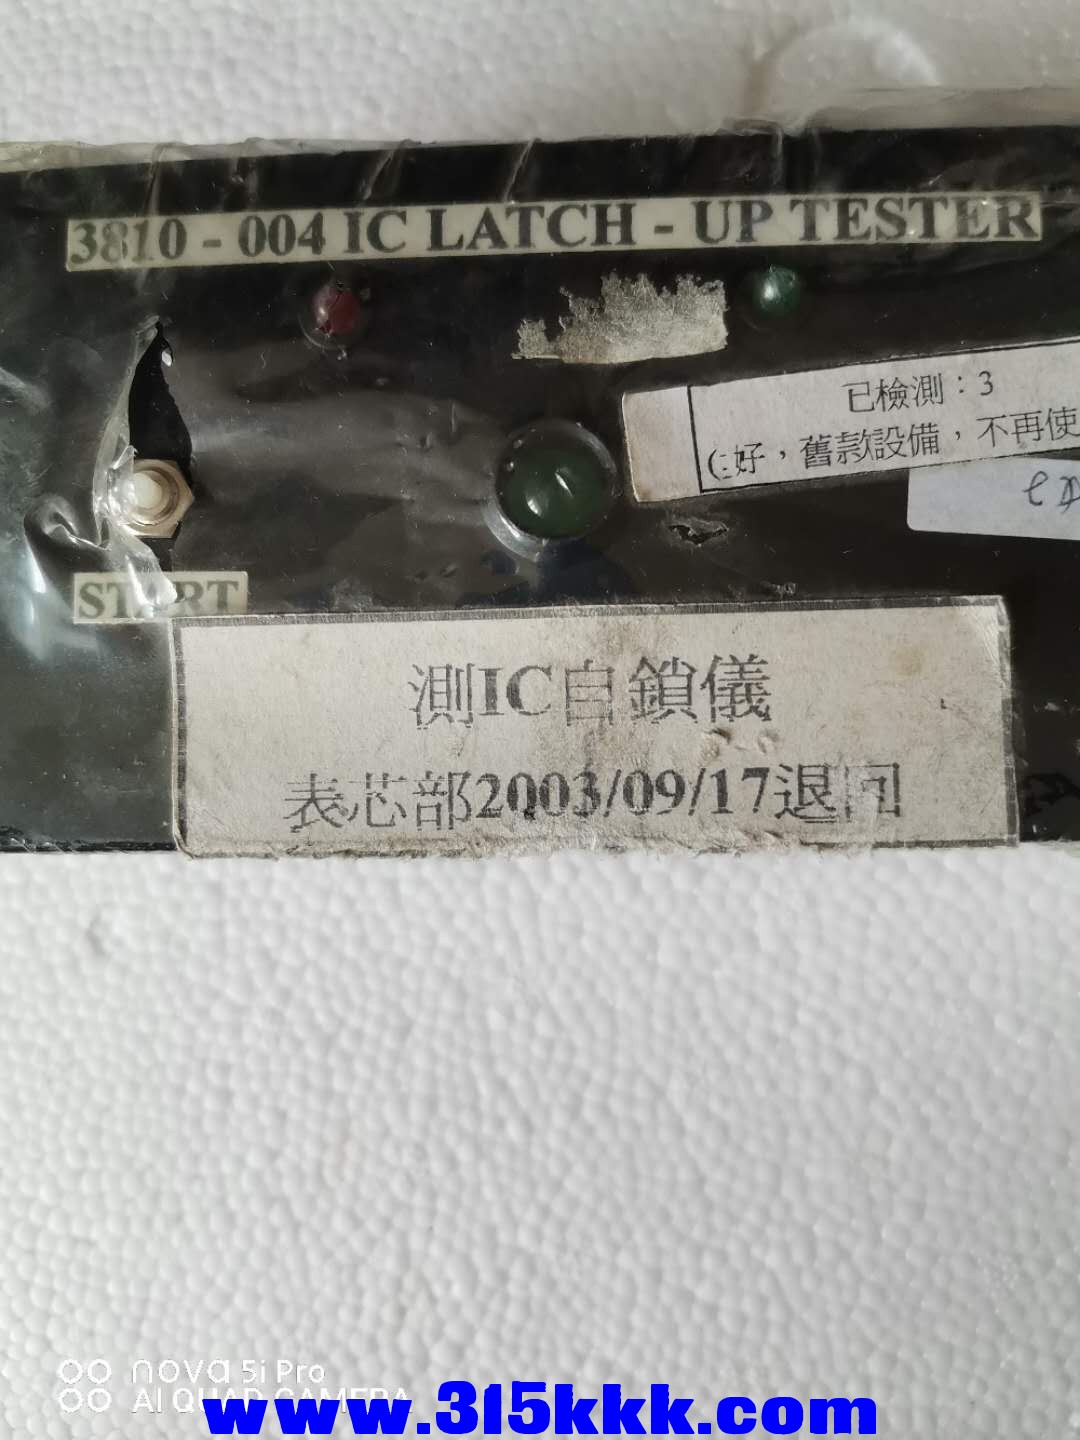 3810 - 004 IC LATCH - UP TESTER
已檢測：3
好，舊款設備，不再使
START
測IC自鎖儀
表芯部2003/09/17退回
nova 5i Pro
AI QUAD CAMERA
www.315kkk.com